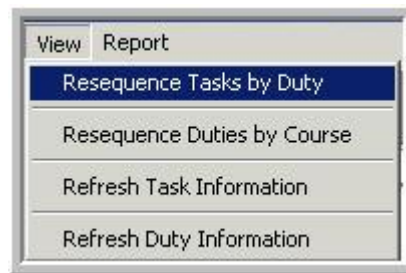 View Report
Resequence Tasks by Duty
Resequence Duties by Course
Refresh Task Information
Refresh Duty Information